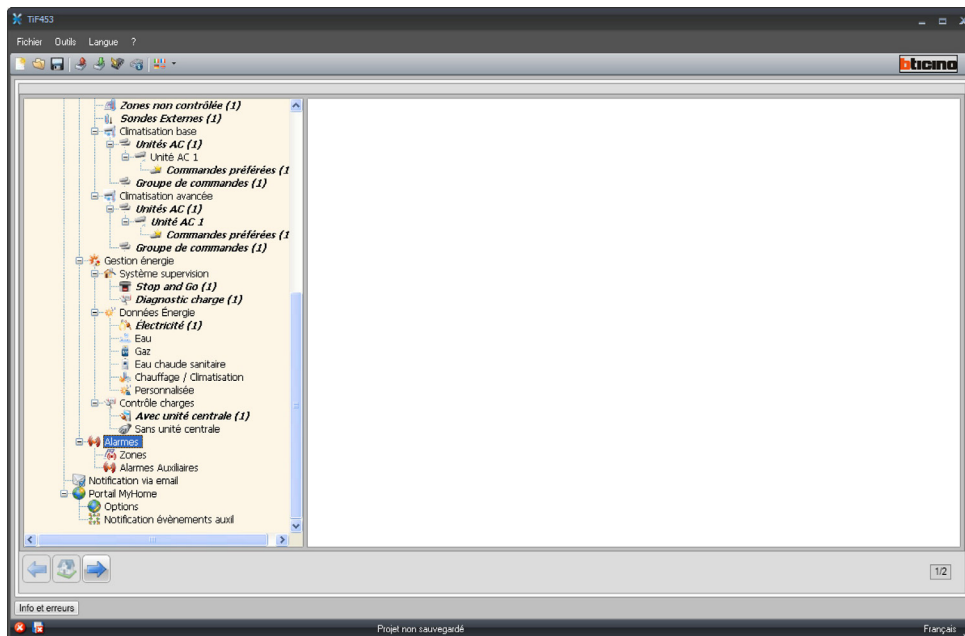 TiF453
Fichier Outils Langue ?
bticino
Zones non contrôlée (1)
Sondes Externes (1)
Climatisation base
Unités AC (1)
Unité AC 1
Commandes préférées (1
Groupe de commandes (1)
Climatisation avancée
Unités AC (1)
Unité AC 1
Commandes préférées (1
Groupe de commandes (1)
Gestion énergie
Système supervision
Stop and Go (1)
Diagnostic charge (1)
Données Énergie
Électricité (1)
Eau
Gaz
Eau chaude sanitaire
Chauffage / Climatisation
Personnalisée
Contrôle charges
Avec unité centrale (1)
Sans unité centrale
Alarmes
Zones
Alarmes Auxiliaires
Notification via email
Portail MyHome
Options
Notification évènements auxil
1/2
Info et erreurs
Projet non sauvegardé
Français